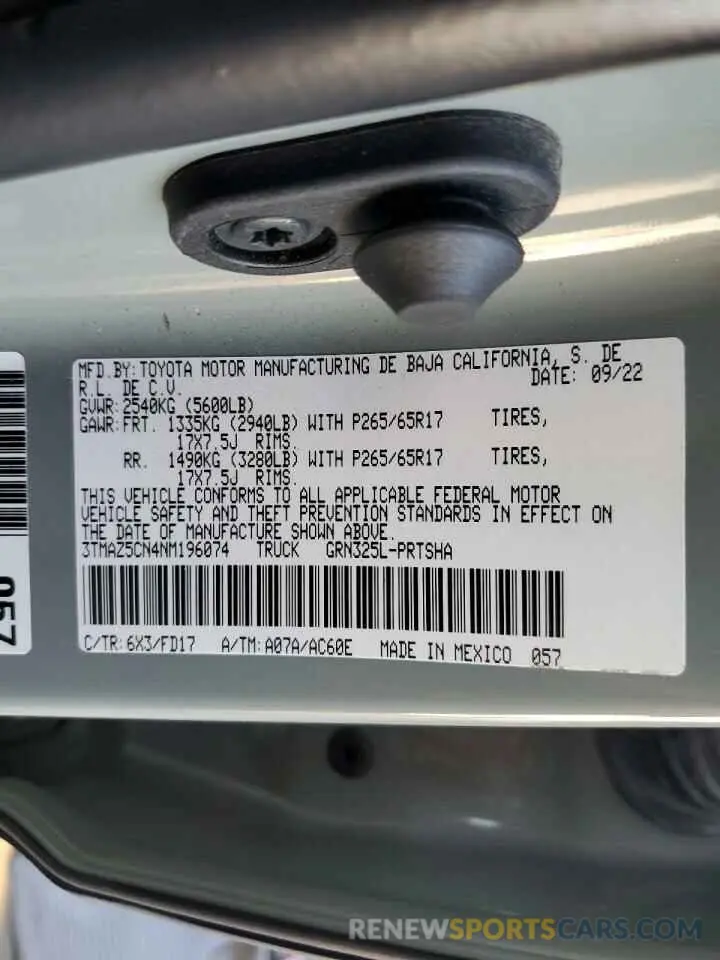 MFD.BY:TOYOTA MOTOR MANUFACTURING DE BAJA CALIFORNIA, S. DE
R.L. DE C.V. DATE: 09/22
GVWR:2540KG (5600LB)
GAWR:FRT. 1335KG (2940LB) WITH P265/65R17 TIRES,
17X7.5J RIMS.
RR. 1490KG (3280LB) WITH P265/65R17 TIRES,
17X7.5J RIMS.
THIS VEHICLE CONFORMS TO ALL APPLICABLE FEDERAL MOTOR
VEHICLE SAFETY AND THEFT PREVENTION STANDARDS IN EFFECT ON
THE DATE OF MANUFACTURE SHOWN ABOVE.
3TMAZ5CN4NM196074 TRUCK GRN325L-PRTSHA
C/TR:6X3/FD17 A/TM:A07A/AC60E MADE IN MEXICO 057
057
RENEWSPORTSCARS.COM